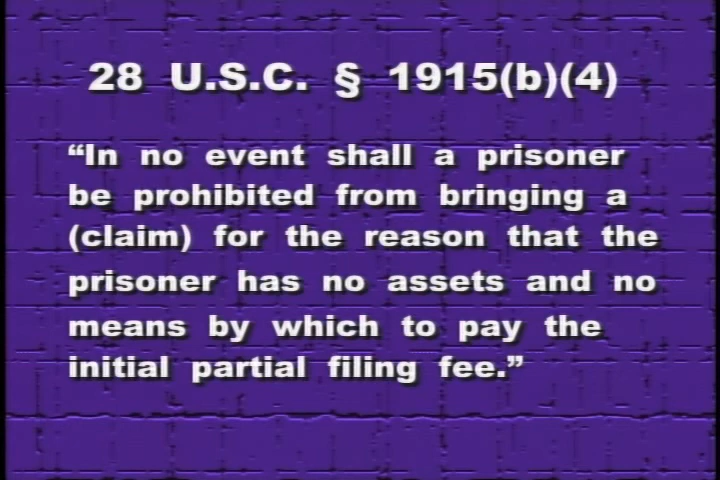 28 U.S.C. § 1915(b)(4)
“In no event shall a prisoner
be prohibited from bringing a
(claim) for the reason that the
prisoner has no assets and no
means by which to pay the
initial partial filing fee.”